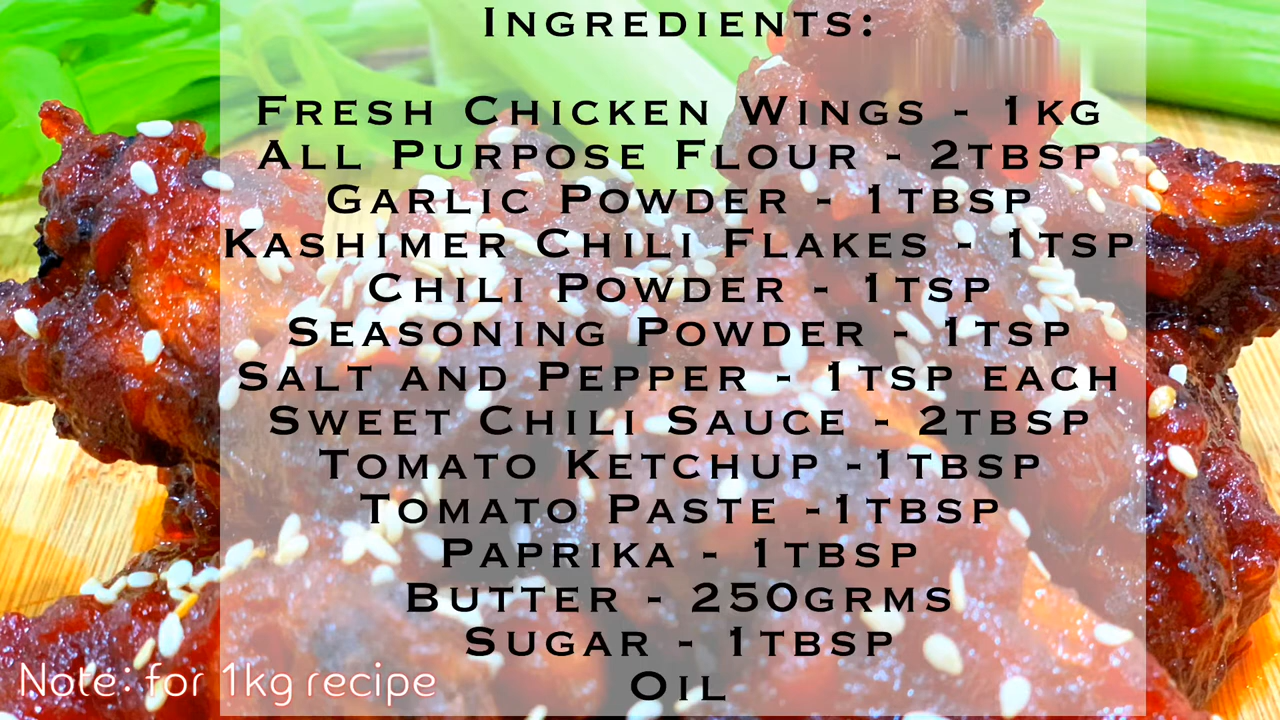 Ingredients:
Fresh Chicken Wings - 1kg
All Purpose Flour - 2tbsp
Garlic Powder - 1tbsp
Kashimer Chili Flakes - 1tsp
Chili Powder - 1tsp
Seasoning Powder - 1tsp
Salt and Pepper - 1tsp each
Sweet Chili Sauce - 2tbsp
Tomato Ketchup -1tbsp
Tomato Paste -1tbsp
Paprika - 1tbsp
Butter - 250grms
Sugar - 1tbsp
Oil
Note: for 1kg recipe